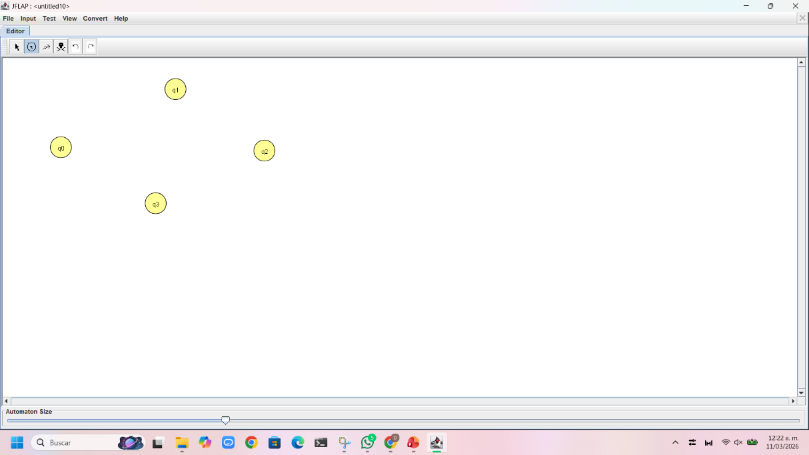 JFLAP : <untitled10>
File Input Test View Convert Help
Editor
q1
q0
q2
q3
Automaton Size
Buscar
12:22 a. m.
11/03/2026